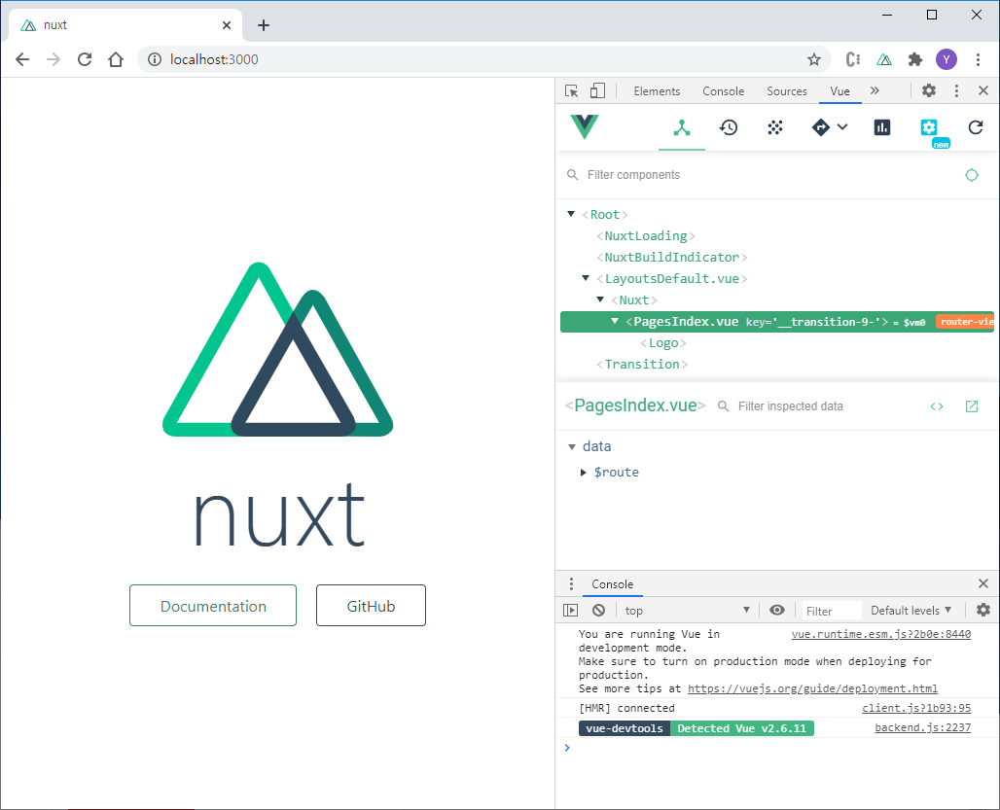 nuxt
localhost:3000
Y
Elements Console Sources Vue
new
Filter components
<Root>
<NuxtLoading>
<NuxtBuildIndicator>
<LayoutsDefault.vue>
<Nuxt>
<PagesIndex.vue key='__transition-9-'> = $vm0 router-vie
<Logo>
<Transition>
<PagesIndex.vue> Filter inspected data
data
$route
nuxt
Documentation GitHub
Console
top Filter Default levels
You are running Vue in vue.runtime.esm.js?2b0e:8440
development mode.
Make sure to turn on production mode when deploying for
production.
See more tips at https://vuejs.org/guide/deployment.html
[HMR] connected client.js?1b93:95
vue-devtools Detected Vue v2.6.11 backend.js:2237